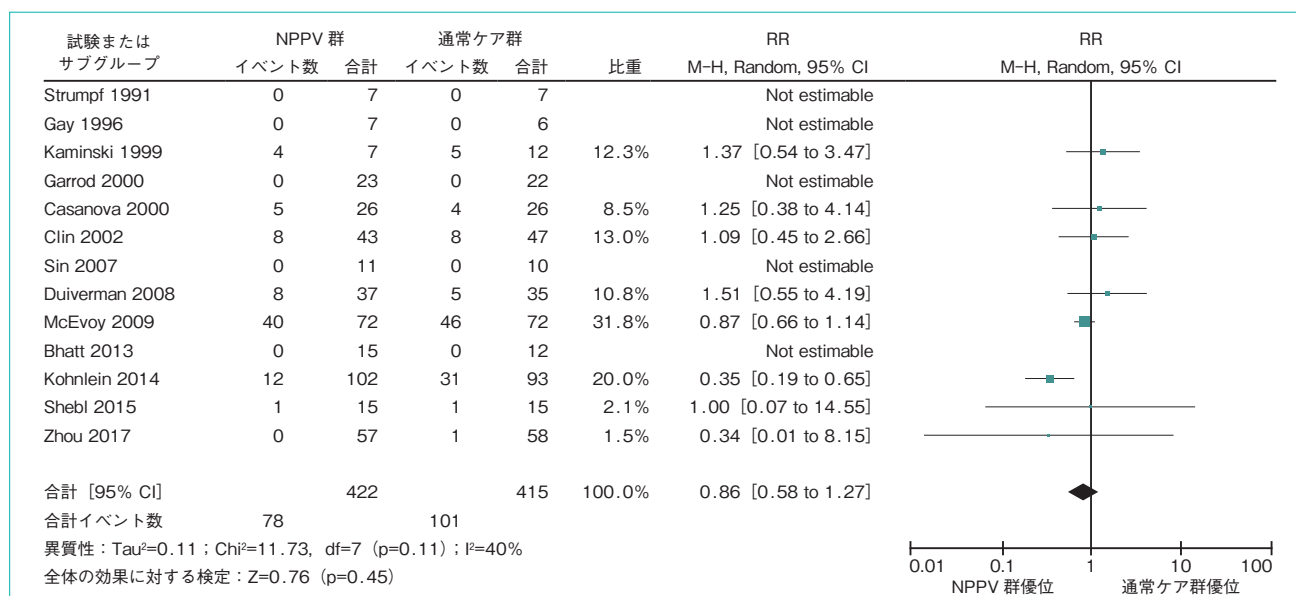 試験または NPPV 群 通常ケア群 RR RR
サブグループ イベント数 合計 イベント数 合計 比重 M-H, Random, 95% CI M-H, Random, 95% CI
Strumpf 1991 0 7 0 7 Not estimable
Gay 1996 0 7 0 6 Not estimable
Kaminski 1999 4 7 5 12 12.3% 1.37 [0.54 to 3.47]
Garrod 2000 0 23 0 22 Not estimable
Casanova 2000 5 26 4 26 8.5% 1.25 [0.38 to 4.14]
Clin 2002 8 43 8 47 13.0% 1.09 [0.45 to 2.66]
Sin 2007 0 11 0 10 Not estimable
Duiverman 2008 8 37 5 35 10.8% 1.51 [0.55 to 4.19]
McEvoy 2009 40 72 46 72 31.8% 0.87 [0.66 to 1.14]
Bhatt 2013 0 15 0 12 Not estimable
Kohnlein 2014 12 102 31 93 20.0% 0.35 [0.19 to 0.65]
Shebl 2015 1 15 1 15 2.1% 1.00 [0.07 to 14.55]
Zhou 2017 0 57 1 58 1.5% 0.34 [0.01 to 8.15]
合計 [95% CI] 422 415 100.0% 0.86 [0.58 to 1.27]
合計イベント数 78 101
異質性：Tau²=0.11；Chi²=11.73, df=7（p=0.11）；I²=40%
全体の効果に対する検定：Z=0.76（p=0.45）
0.01 0.1 1 10 100
NPPV 群優位 通常ケア群優位